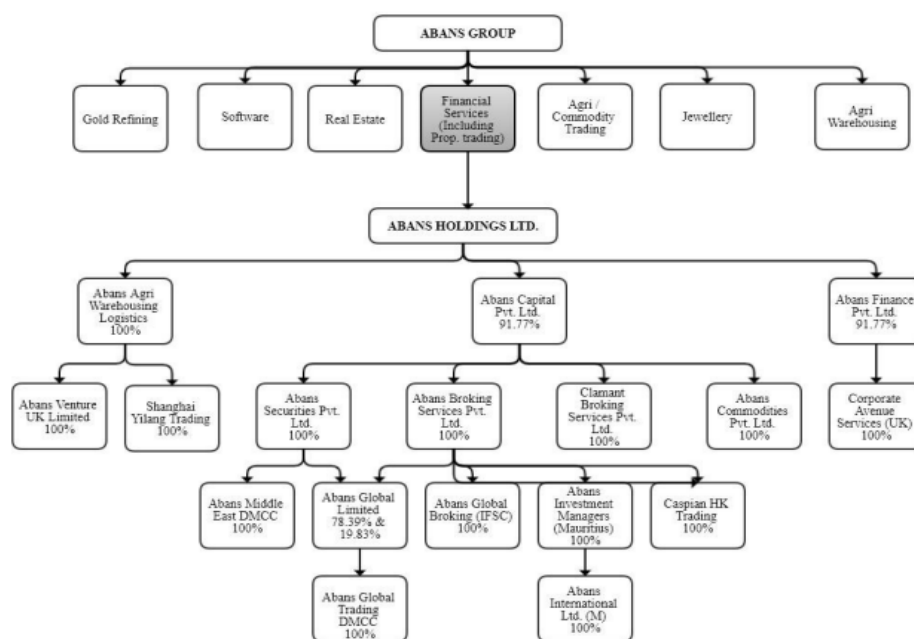 ABANS GROUP
Gold Refining
Software
Real Estate
Financial
Services
(Including
Prop. trading)
Agri /
Commodity
Trading
Jewellery
Agri
Warehousing
ABANS HOLDINGS LTD.
Abans Agri
Warehousing
Logistics
100%
Abans Capital
Pvt. Ltd.
91.77%
Abans Finance
Pvt. Ltd.
91.77%
Abans Venture
UK Limited
100%
Shanghai
Yilang Trading
100%
Abans
Securities Pvt.
Ltd.
100%
Abans Broking
Services Pvt.
Ltd.
100%
Clamant
Broking
Services Pvt.
Ltd.
100%
Abans
Commodities
Pvt. Ltd.
100%
Corporate
Avenue
Services (UK)
100%
Abans Middle
East DMCC
100%
Abans Global
Limited
78.39% &
19.83%
Abans Global
Broking (IFSC)
100%
Abans
Investment
Managers
(Mauritius)
100%
Caspian HK
Trading
100%
Abans Global
Trading
DMCC
100%
Abans
International
Ltd. (M)
100%